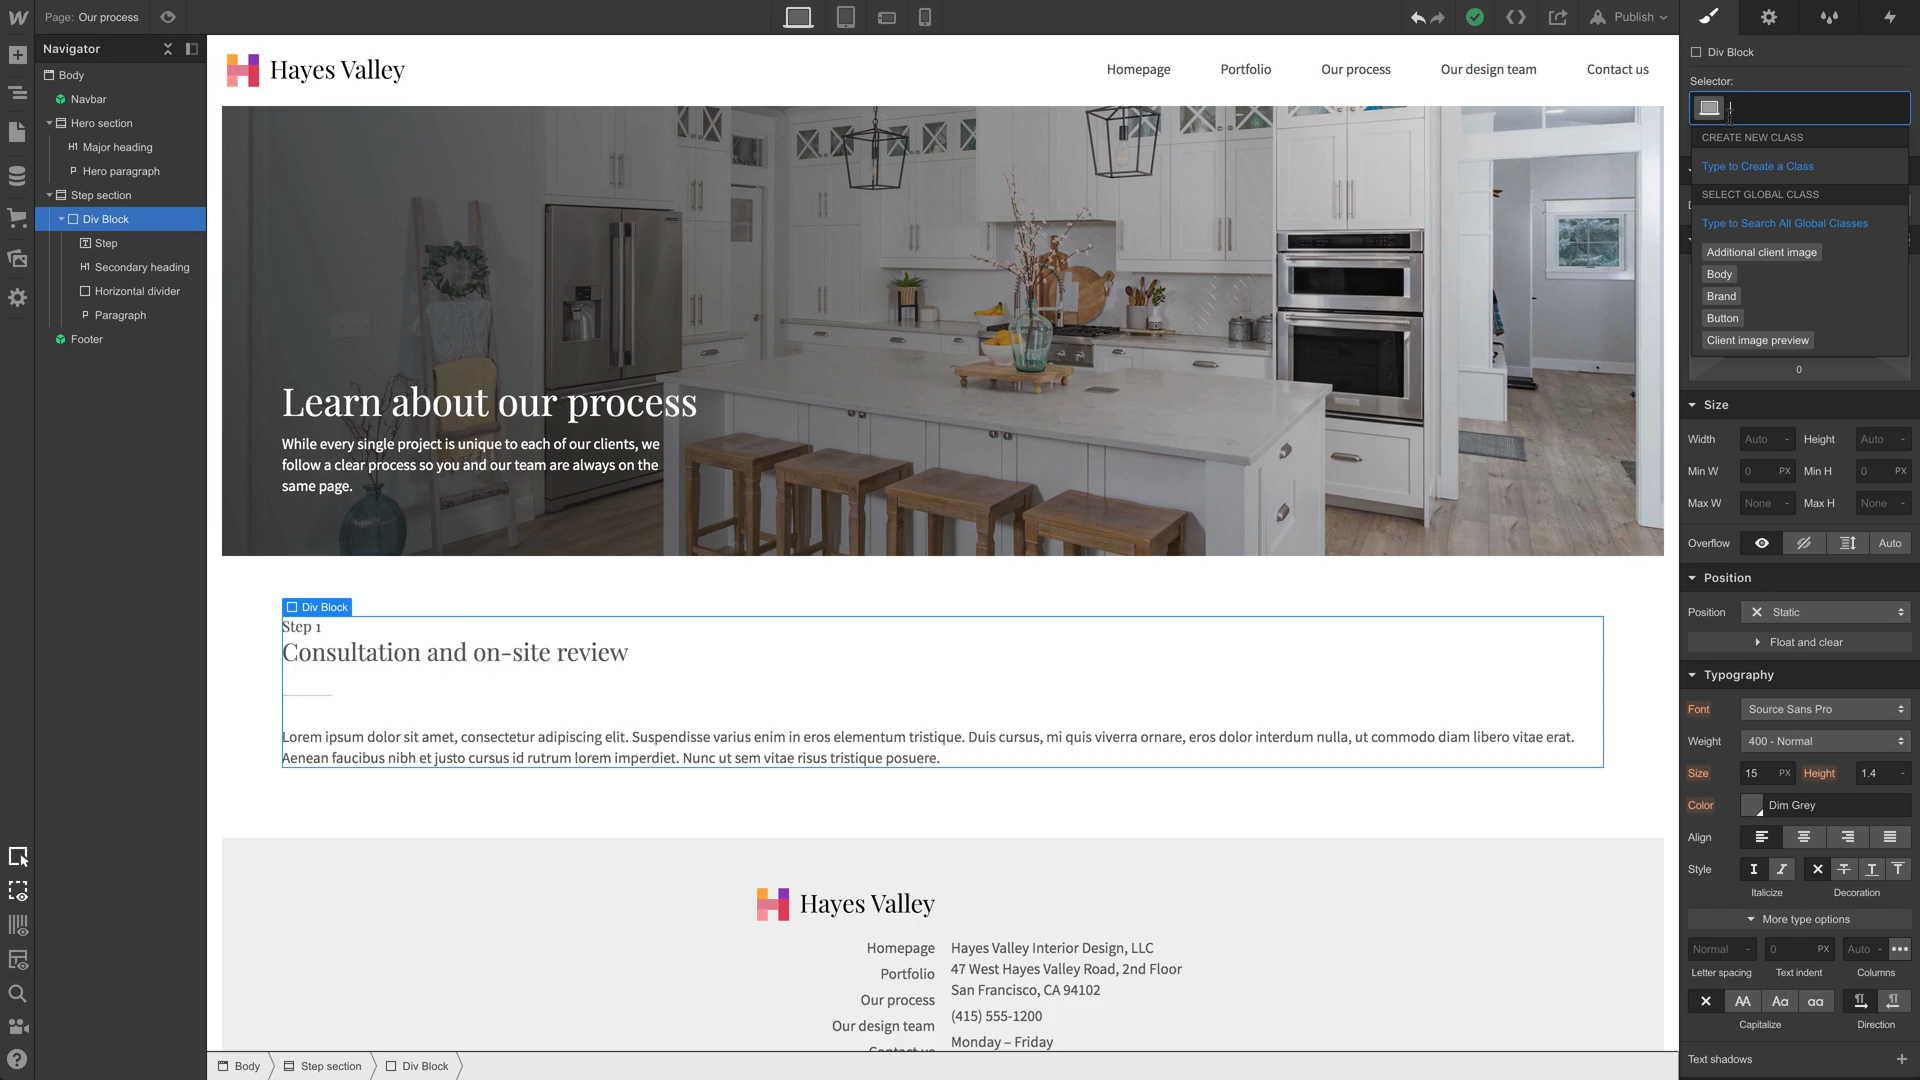 Page: Our process
Publish
Navigator
Body
Navbar
Hero section
H1 Major heading
P Hero paragraph
Step section
Div Block
Step
H1 Secondary heading
Horizontal divider
P Paragraph
Footer
Hayes Valley
Homepage
Portfolio
Our process
Our design team
Contact us
Learn about our process
While every single project is unique to each of our clients, we
follow a clear process so you and our team are always on the
same page.
Div Block
Step 1
Consultation and on-site review
Lorem ipsum dolor sit amet, consectetur adipiscing elit. Suspendisse varius enim in eros elementum tristique. Duis cursus, mi quis viverra ornare, eros dolor interdum nulla, ut commodo diam libero vitae erat.
Aenean faucibus nibh et justo cursus id rutrum lorem imperdiet. Nunc ut sem vitae risus tristique posuere.
Hayes Valley
Homepage
Portfolio
Our process
Our design team
Contact us
Hayes Valley Interior Design, LLC
47 West Hayes Valley Road, 2nd Floor
San Francisco, CA 94102
(415) 555-1200
Monday – Friday
Body
Step section
Div Block
Div Block
Selector:
CREATE NEW CLASS
Type to Create a Class
SELECT GLOBAL CLASS
Type to Search All Global Classes
Additional client image
Body
Brand
Button
Client image preview
0
Size
Width Auto - Height Auto -
Min W 0 PX Min H 0 PX
Max W None - Max H None -
Overflow Auto
Position
Position Static
Float and clear
Typography
Font Source Sans Pro
Weight 400 - Normal
Size 15 PX Height 1.4 -
Color Dim Grey
Align
Style
Italicize Decoration
More type options
Normal - 0 PX Auto -
Letter spacing Text indent Columns
AA Aa aa
Capitalize Direction
Text shadows